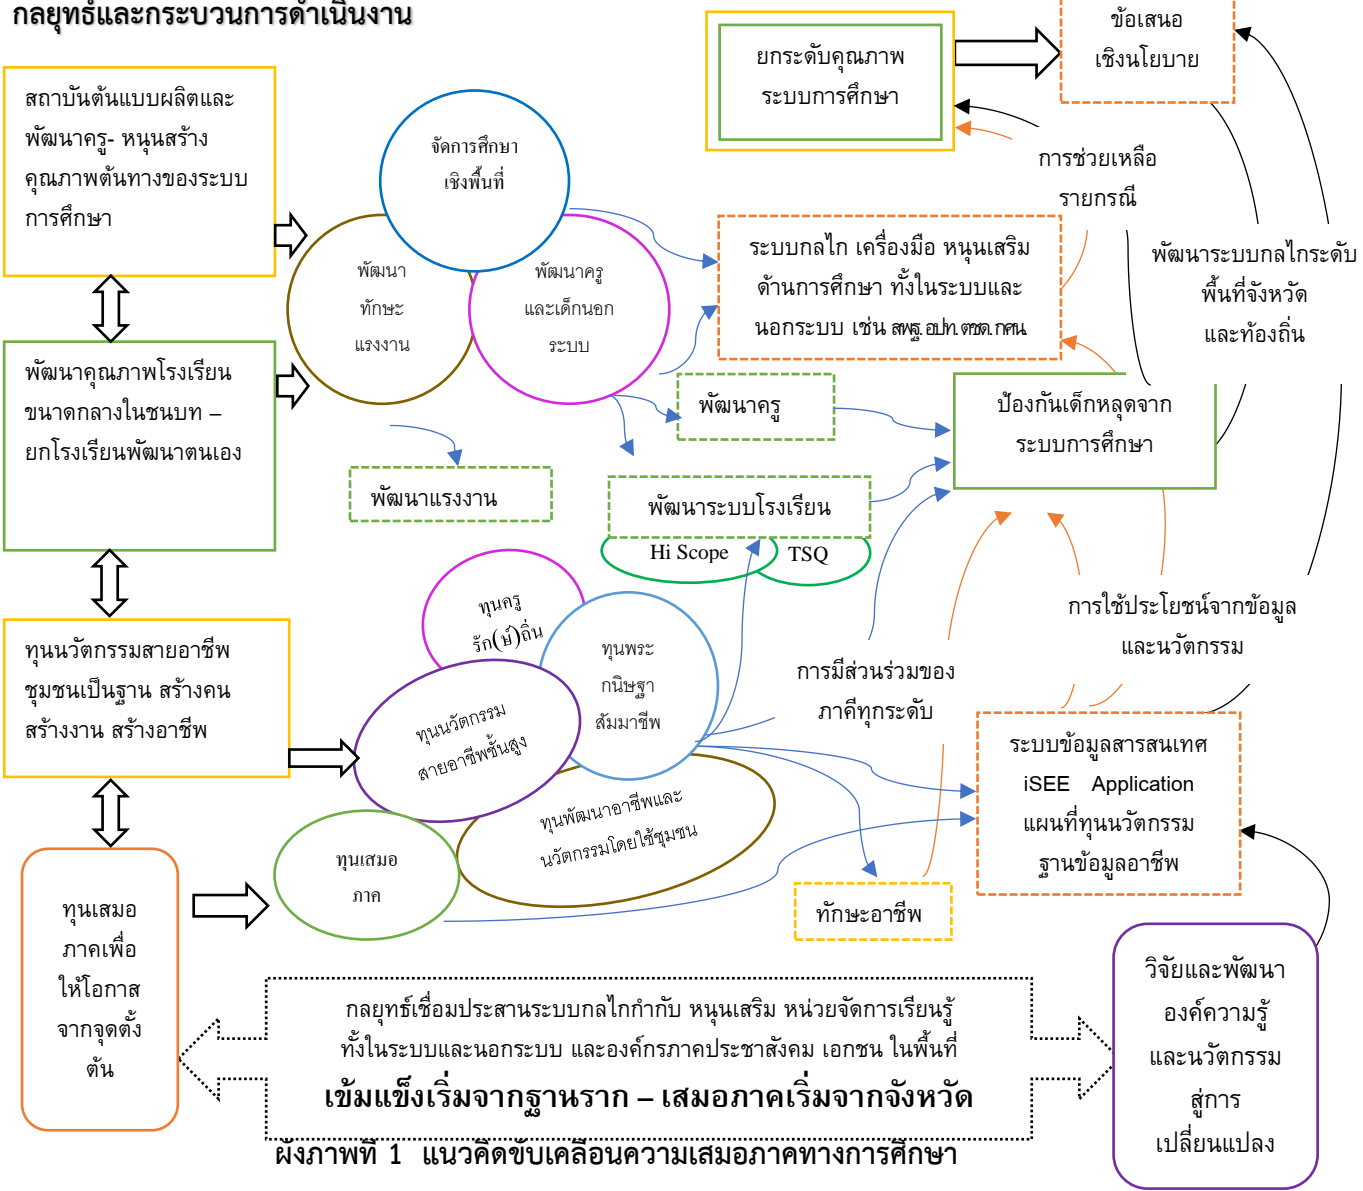 กลยุทธ์และกระบวนการดำเนินงาน
ข้อเสนอ
เชิงนโยบาย
ยกระดับคุณภาพ
ระบบการศึกษา
สถาบันต้นแบบผลิตและ
พัฒนาครู- หนุนสร้าง
คุณภาพต้นทางของระบบ
การศึกษา
จัดการศึกษา
เชิงพื้นที่
การช่วยเหลือ
รายกรณี
พัฒนา
ทักษะ
แรงงาน
พัฒนาครู
และเด็กนอก
ระบบ
ระบบกลไก เครื่องมือ หนุนเสริม
ด้านการศึกษา ทั้งในระบบและ
นอกระบบ เช่น สพฐ.อปท.ตชด.กศน.
พัฒนาระบบกลไกระดับ
พื้นที่จังหวัด
และท้องถิ่น
พัฒนาคุณภาพโรงเรียน
ขนาดกลางในชนบท –
ยกโรงเรียนพัฒนาตนเอง
พัฒนาครู
ป้องกันเด็กหลุดจาก
ระบบการศึกษา
พัฒนาแรงงาน
พัฒนาระบบโรงเรียน
Hi Scope
TSQ
ทุนครู
รัก(ษ์)ถิ่น
ทุนพระ
กนิษฐา
สัมมาชีพ
การใช้ประโยชน์จากข้อมูล
และนวัตกรรม
ทุนนวัตกรรมสายอาชีพ
ชุมชนเป็นฐาน สร้างคน
สร้างงาน สร้างอาชีพ
ทุนนวัตกรรม
สายอาชีพชั้นสูง
การมีส่วนร่วมของ
ภาคีทุกระดับ
ระบบข้อมูลสารสนเทศ
iSEE Application
แผนที่ทุนนวัตกรรม
ฐานข้อมูลอาชีพ
ทุนพัฒนาอาชีพและ
นวัตกรรมโดยใช้ชุมชน
ทุนเสมอ
ภาค
ทักษะอาชีพ
ทุนเสมอ
ภาคเพื่อ
ให้โอกาส
จากจุดตั้ง
ต้น
วิจัยและพัฒนา
องค์ความรู้
และนวัตกรรม
สู่การ
เปลี่ยนแปลง
กลยุทธ์เชื่อมประสานระบบกลไกกำกับ หนุนเสริม หน่วยจัดการเรียนรู้
ทั้งในระบบและนอกระบบ และองค์กรภาคประชาสังคม เอกชน ในพื้นที่
เข้มแข็งเริ่มจากฐานราก – เสมอภาคเริ่มจากจังหวัด
ผังภาพที่ 1 แนวคิดขับเคลื่อนความเสมอภาคทางการศึกษา